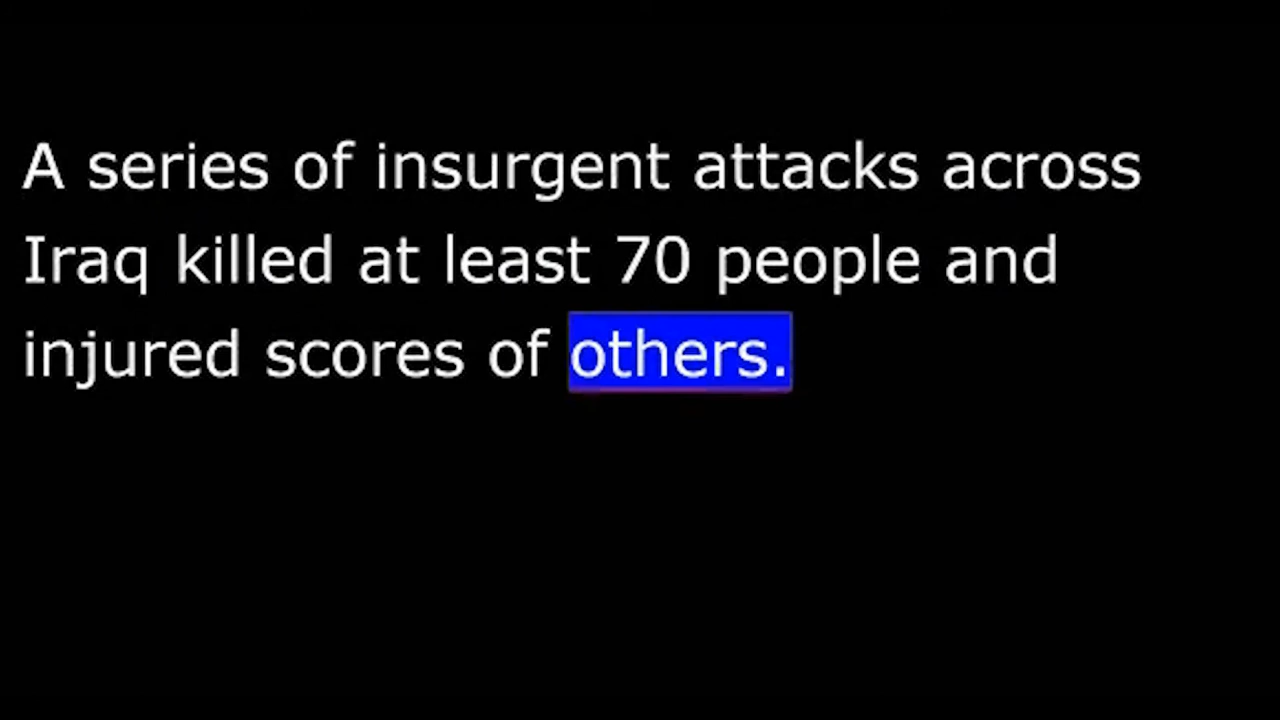 A series of insurgent attacks across
Iraq killed at least 70 people and
injured scores of others.